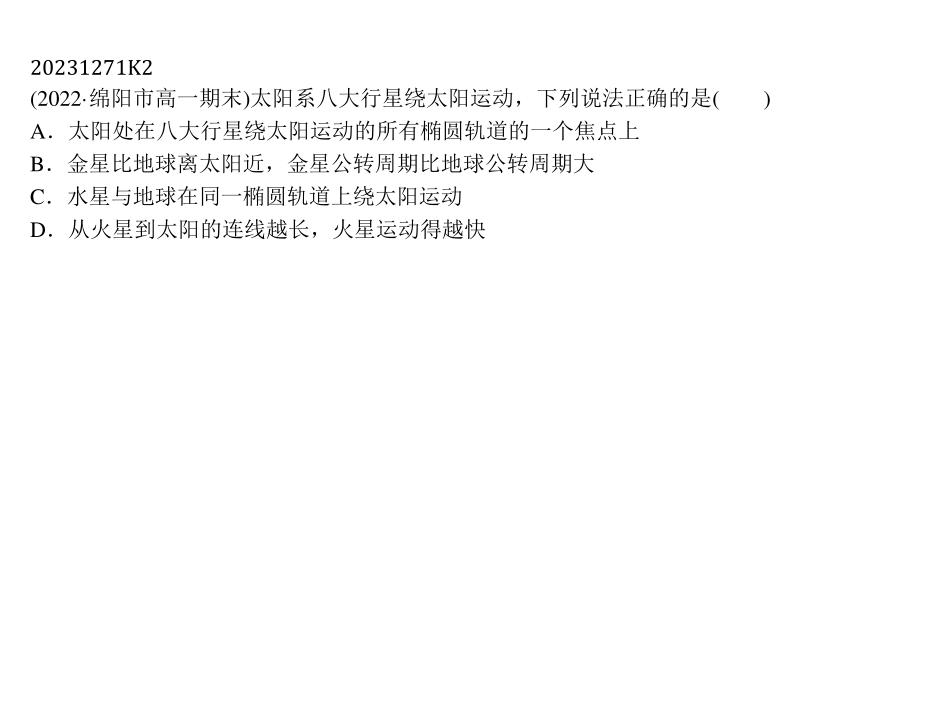 20231271K2
(2022·绵阳市高一期末)太阳系八大行星绕太阳运动，下列说法正确的是(　　)
A．太阳处在八大行星绕太阳运动的所有椭圆轨道的一个焦点上
B．金星比地球离太阳近，金星公转周期比地球公转周期大
C．水星与地球在同一椭圆轨道上绕太阳运动
D．从火星到太阳的连线越长，火星运动得越快